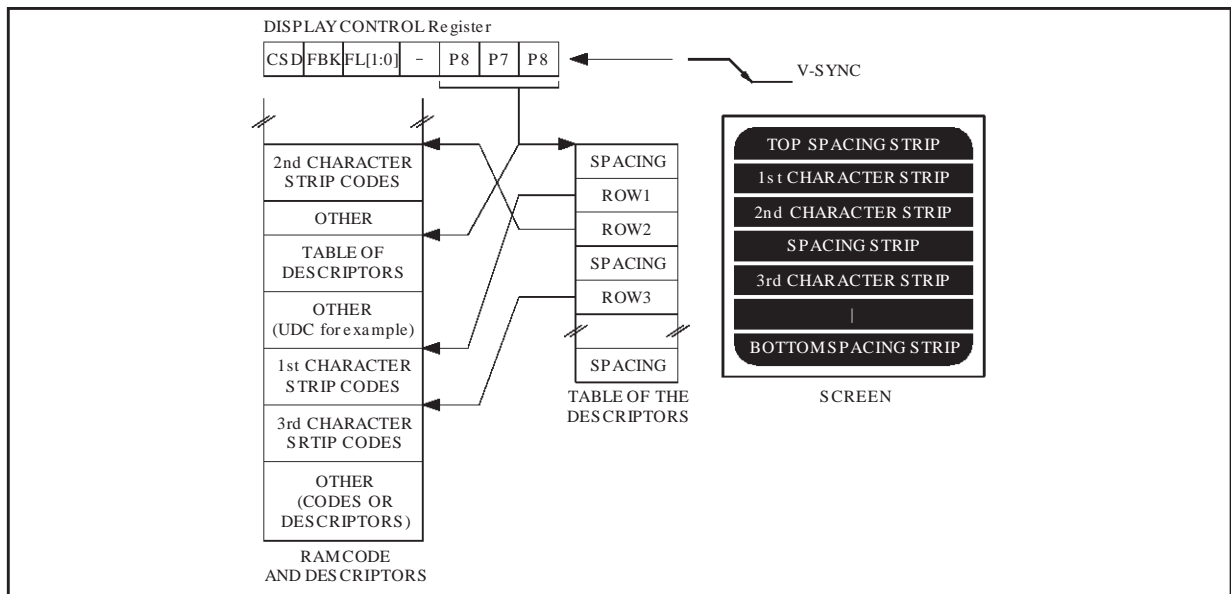 DISPLAY CONTROL Register
CSD FBK FL[1:0] - P8 P7 P8
V-SYNC
2nd CHARACTER
STRIP CODES
OTHER
TABLE OF
DESCRIPTORS
OTHER
(UDC for example)
1st CHARACTER
STRIP CODES
3rd CHARACTER
SRTIP CODES
OTHER
(CODES OR
DESCRIPTORS)
RAM CODE
AND DESCRIPTORS
SPACING
ROW1
ROW2
SPACING
ROW3
SPACING
TABLE OF THE
DESCRIPTORS
TOP SPACING STRIP
1st CHARACTER STRIP
2nd CHARACTER STRIP
SPACING STRIP
3rd CHARACTER STRIP
|
BOTTOM SPACING STRIP
SCREEN